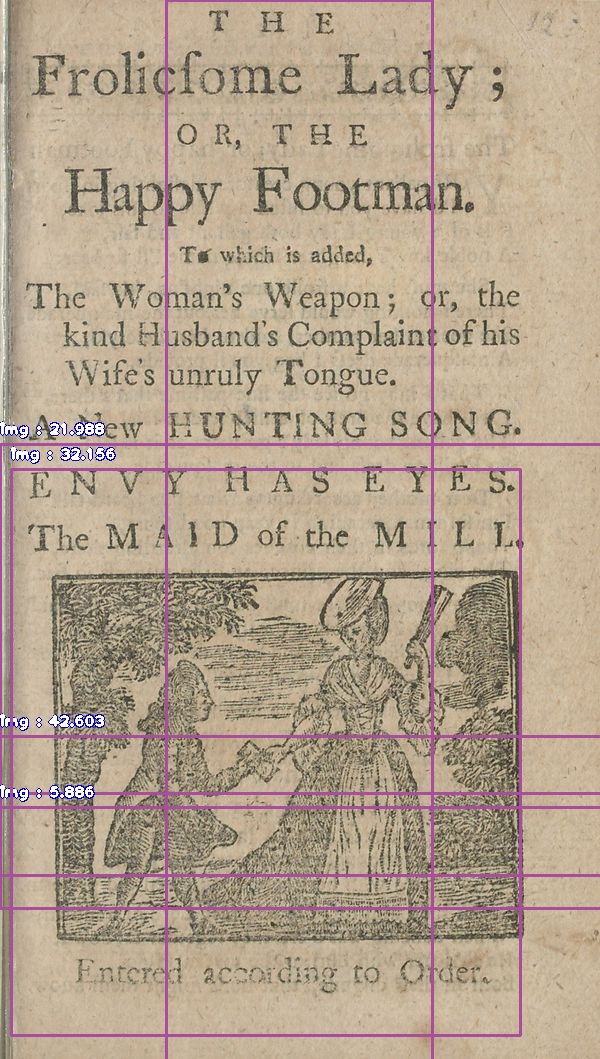 THE
Frolicſome Lady;
OR, THE
Happy Footman.
To which is added,
The Woman's Weapon; or, the
kind Husband's Complaint of his
Wife's unruly Tongue.
A New HUNTING SONG.
ENVY HAS EYES.
The MAID of the MILL.
Entered according to Order.
Img : 21.988
Img : 32.156
Img : 42.603
Img : 5.886